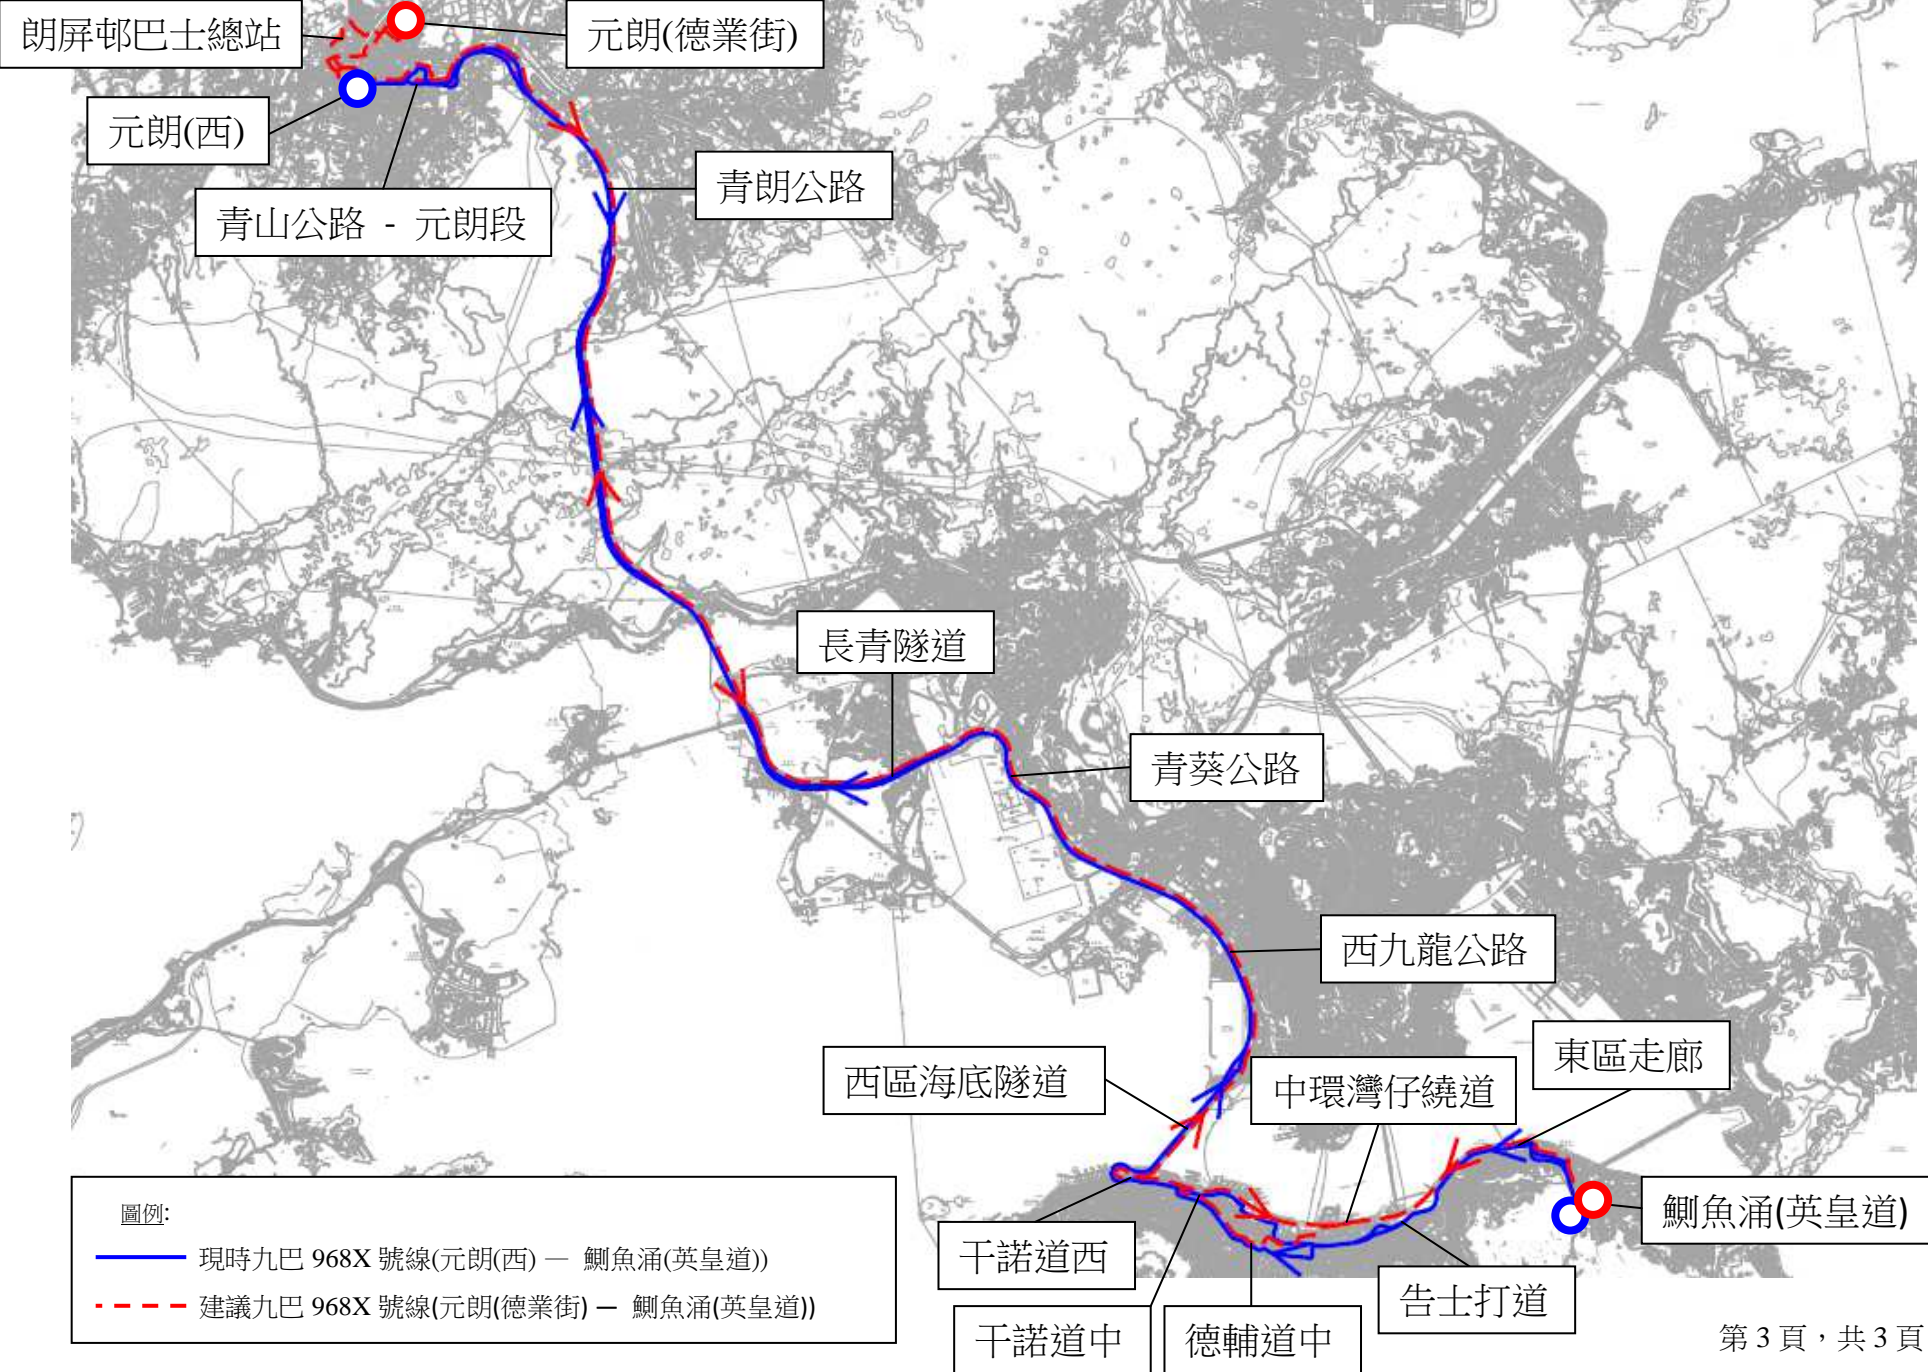 朗屏邨巴士總站
元朗(德業街)
元朗(西)
青山公路 - 元朗段
青朗公路
長青隧道
青葵公路
西九龍公路
東區走廊
西區海底隧道
中環灣仔繞道
鰂魚涌(英皇道)
干諾道西
告士打道
干諾道中
德輔道中
圖例:
現時九巴 968X 號線(元朗(西) — 鰂魚涌(英皇道))
建議九巴 968X 號線(元朗(德業街) — 鰂魚涌(英皇道))
第 3 頁，共 3 頁